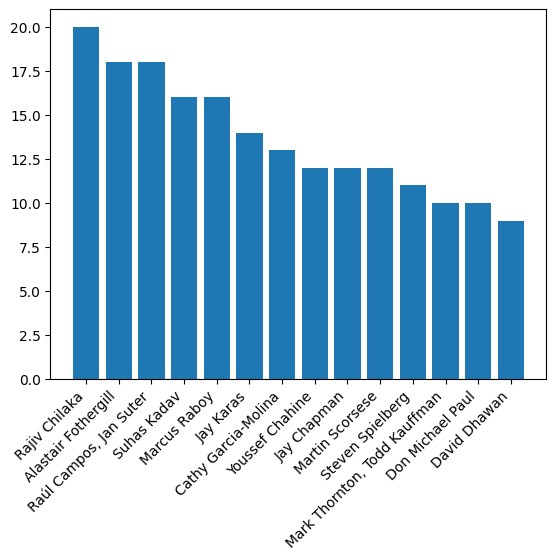 20.0
17.5
15.0
12.5
10.0
7.5
5.0
2.5
0.0
Rajiv Chilaka
Alastair Fothergill
Raúl Campos, Jan Suter
Suhas Kadav
Marcus Raboy
Jay Karas
Cathy Garcia-Molina
Youssef Chahine
Jay Chapman
Martin Scorsese
Steven Spielberg
Mark Thornton, Todd Kauffman
Don Michael Paul
David Dhawan